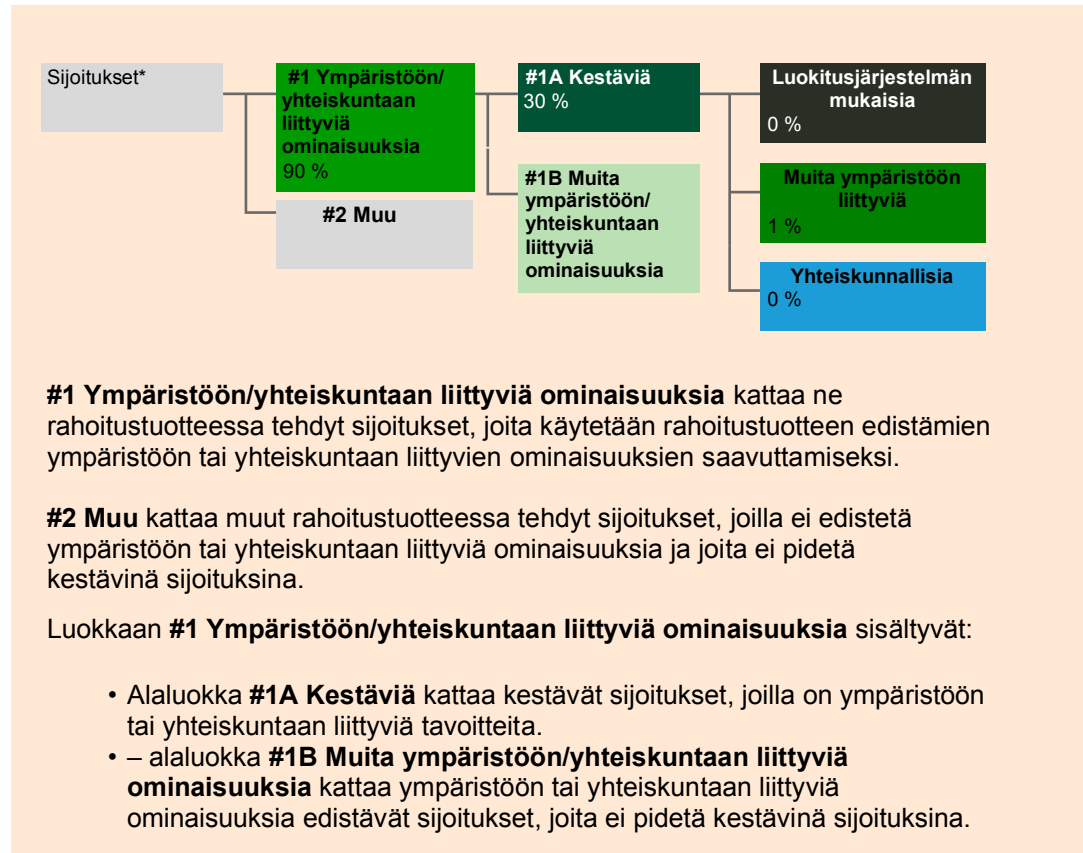 Sijoitukset*
#1 Ympäristöön/
yhteiskuntaan
liittyviä
ominaisuuksia
90 %
#2 Muu
#1A Kestäviä
30 %
#1B Muita
ympäristöön/
yhteiskuntaan
liittyviä
ominaisuuksia
Luokitusjärjestelmän
mukaisia
0 %
Muita ympäristöön
liittyviä
1 %
Yhteiskunnallisia
0 %
#1 Ympäristöön/yhteiskuntaan liittyviä ominaisuuksia kattaa ne
rahoitustuotteessa tehdyt sijoitukset, joita käytetään rahoitustuotteen edistämien
ympäristöön tai yhteiskuntaan liittyvien ominaisuuksien saavuttamiseksi.
#2 Muu kattaa muut rahoitustuotteessa tehdyt sijoitukset, joilla ei edistetä
ympäristöön tai yhteiskuntaan liittyviä ominaisuuksia ja joita ei pidetä
kestävinä sijoituksina.
Luokkaan #1 Ympäristöön/yhteiskuntaan liittyviä ominaisuuksia sisältyvät:
• Alaluokka #1A Kestäviä kattaa kestävät sijoitukset, joilla on ympäristöön
tai yhteiskuntaan liittyviä tavoitteita.
• – alaluokka #1B Muita ympäristöön/yhteiskuntaan liittyviä
ominaisuuksia kattaa ympäristöön tai yhteiskuntaan liittyviä
ominaisuuksia edistävät sijoitukset, joita ei pidetä kestävinä sijoituksina.